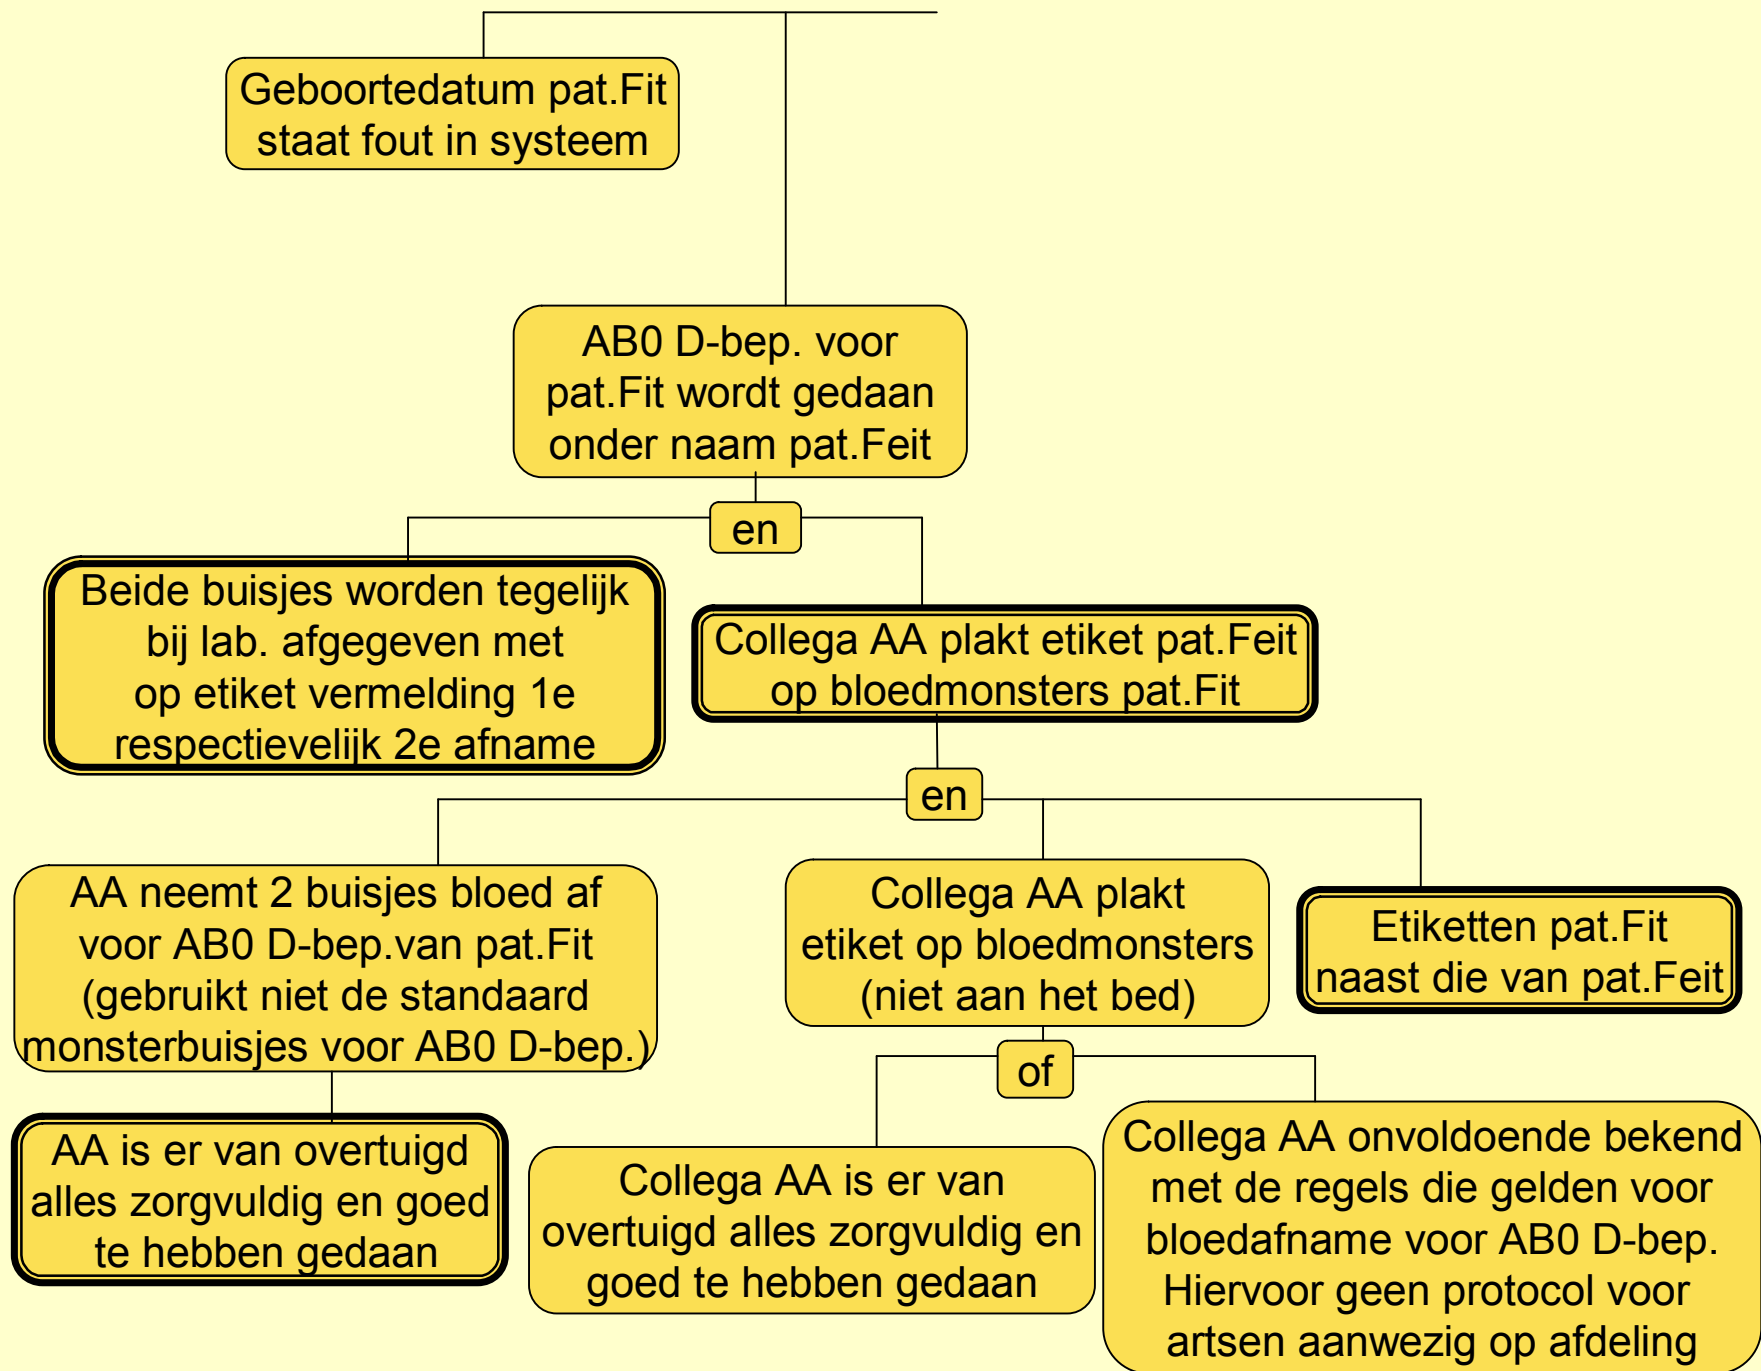 Geboortedatum pat.Fit
staat fout in systeem
AB0 D-bep. voor
pat.Fit wordt gedaan
onder naam pat.Feit
en
Beide buisjes worden tegelijk
bij lab. afgegeven met
op etiket vermelding 1e
respectievelijk 2e afname
Collega AA plakt etiket pat.Feit
op bloedmonsters pat.Fit
en
AA neemt 2 buisjes bloed af
voor AB0 D-bep.van pat.Fit
(gebruikt niet de standaard
monsterbuisjes voor AB0 D-bep.)
Collega AA plakt
etiket op bloedmonsters
(niet aan het bed)
Etiketten pat.Fit
naast die van pat.Feit
of
AA is er van overtuigd
alles zorgvuldig en goed
te hebben gedaan
Collega AA is er van
overtuigd alles zorgvuldig en
goed te hebben gedaan
Collega AA onvoldoende bekend
met de regels die gelden voor
bloedafname voor AB0 D-bep.
Hiervoor geen protocol voor
artsen aanwezig op afdeling